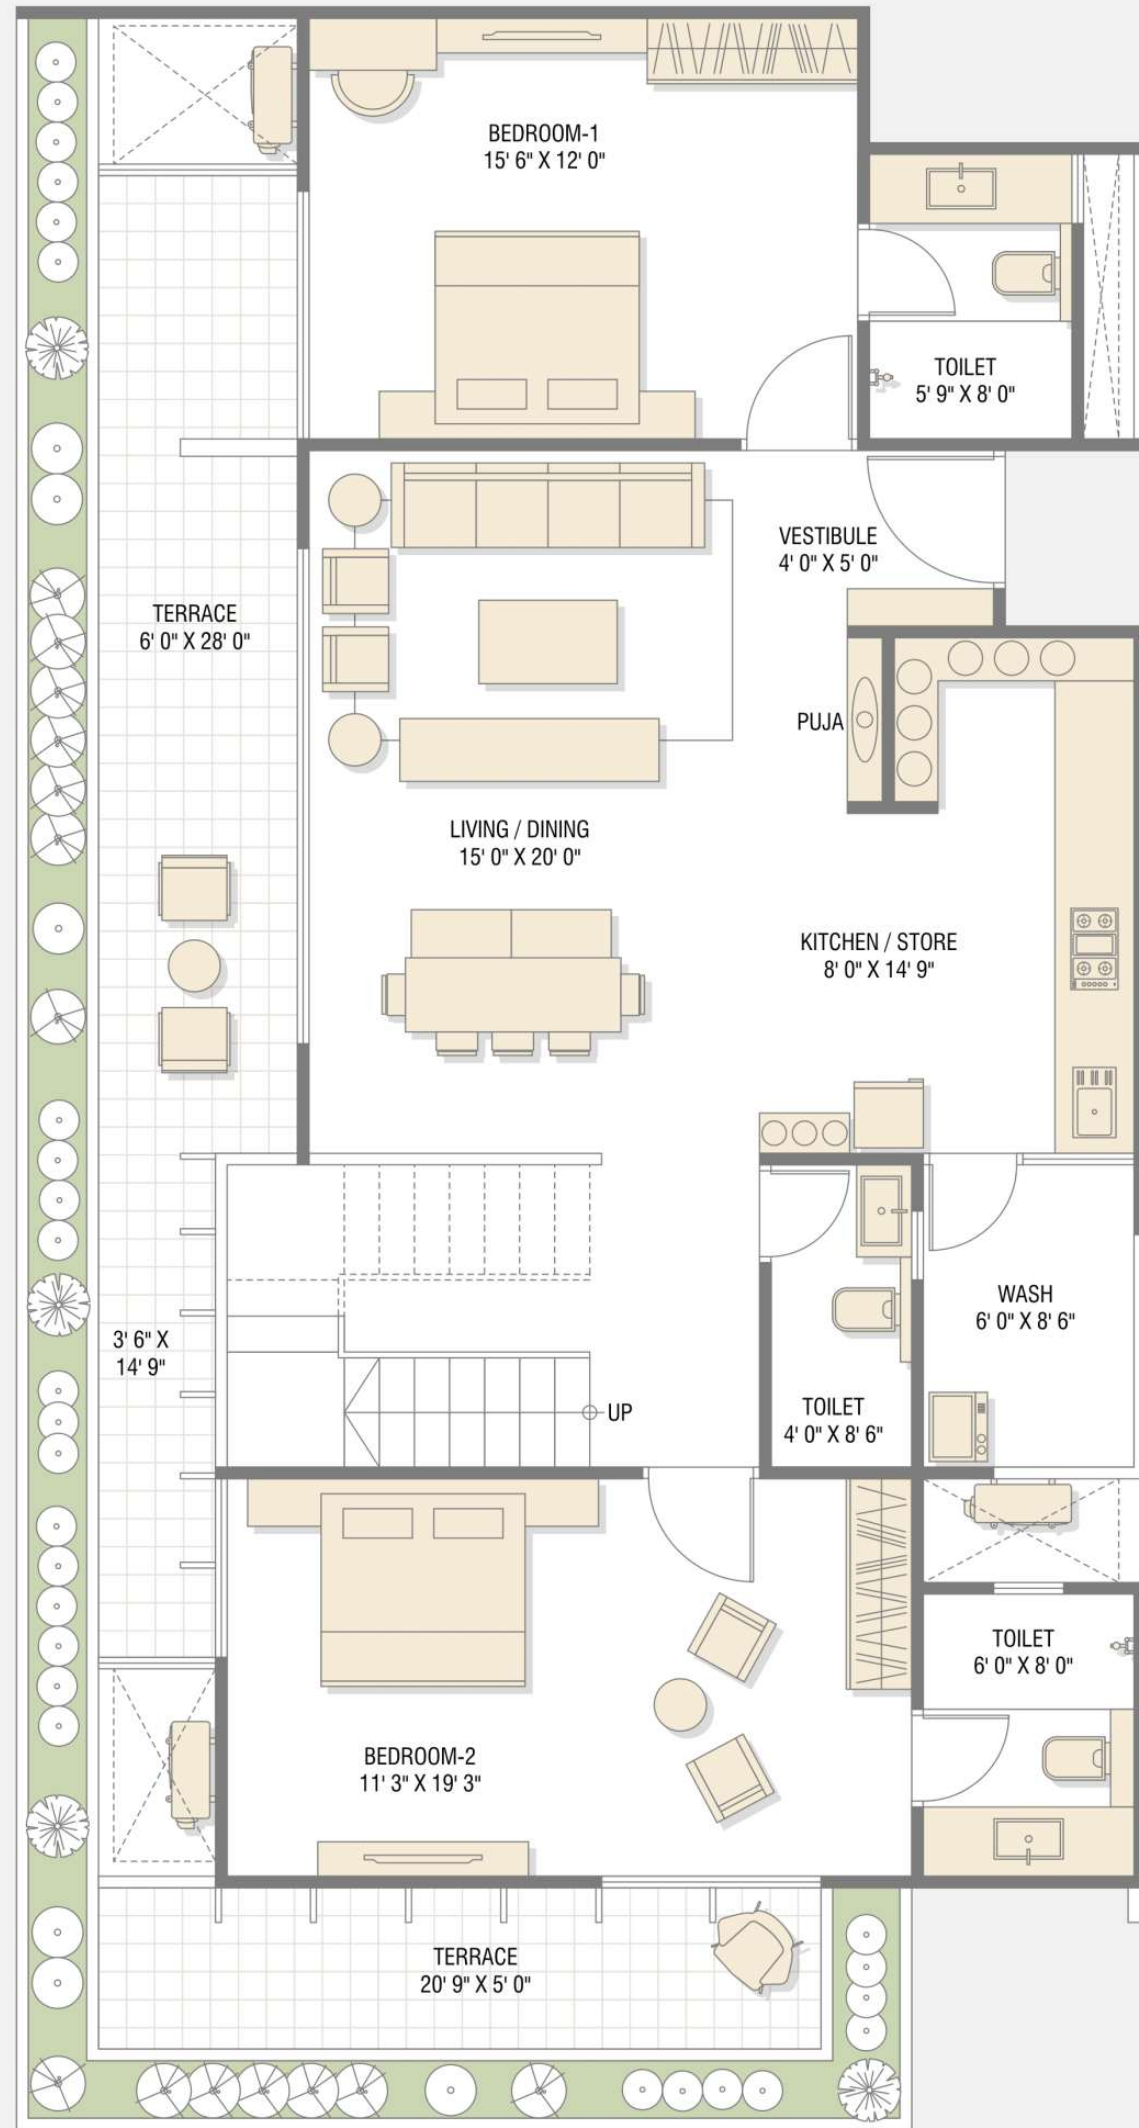 BEDROOM-1
15' 6" X 12' 0"
TOILET
5' 9" X 8' 0"
VESTIBULE
4' 0" X 5' 0"
TERRACE
6' 0" X 28' 0"
PUJA
LIVING / DINING
15' 0" X 20' 0"
KITCHEN / STORE
8' 0" X 14' 9"
WASH
6' 0" X 8' 6"
3' 6" X
14' 9"
TOILET
4' 0" X 8' 6"
UP
TOILET
6' 0" X 8' 0"
BEDROOM-2
11' 3" X 19' 3"
TERRACE
20' 9" X 5' 0"